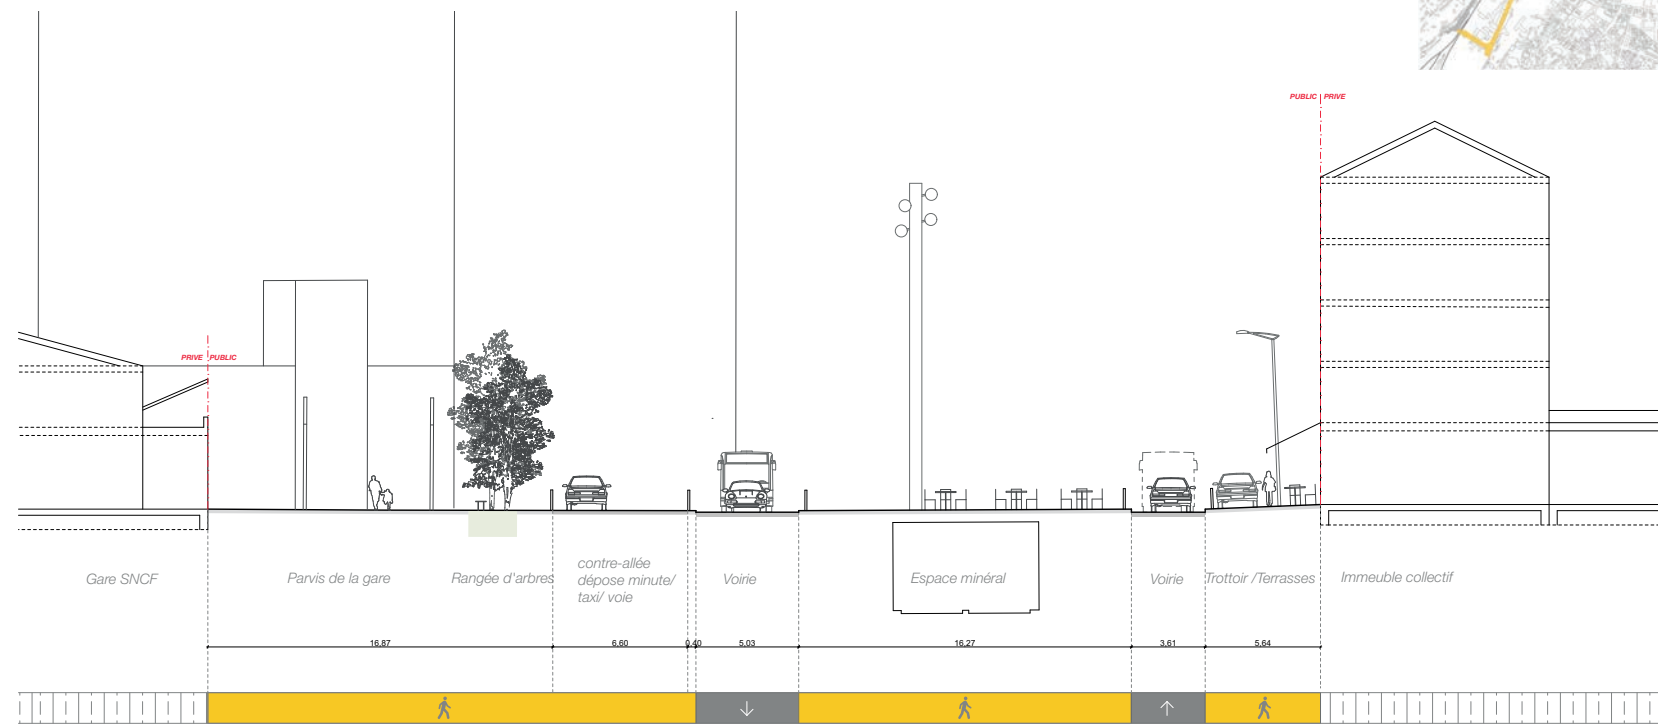 PUBLIC PRIVE
PRIVE PUBLIC
Gare SNCF
Parvis de la gare
Rangée d'arbres
contre-allée
dépose minute/
taxi/ voie
Voirie
Espace minéral
Voirie
Trottoir /Terrasses
Immeuble collectif
16,87
6,60
0,40
5,03
16,27
3,61
5,64